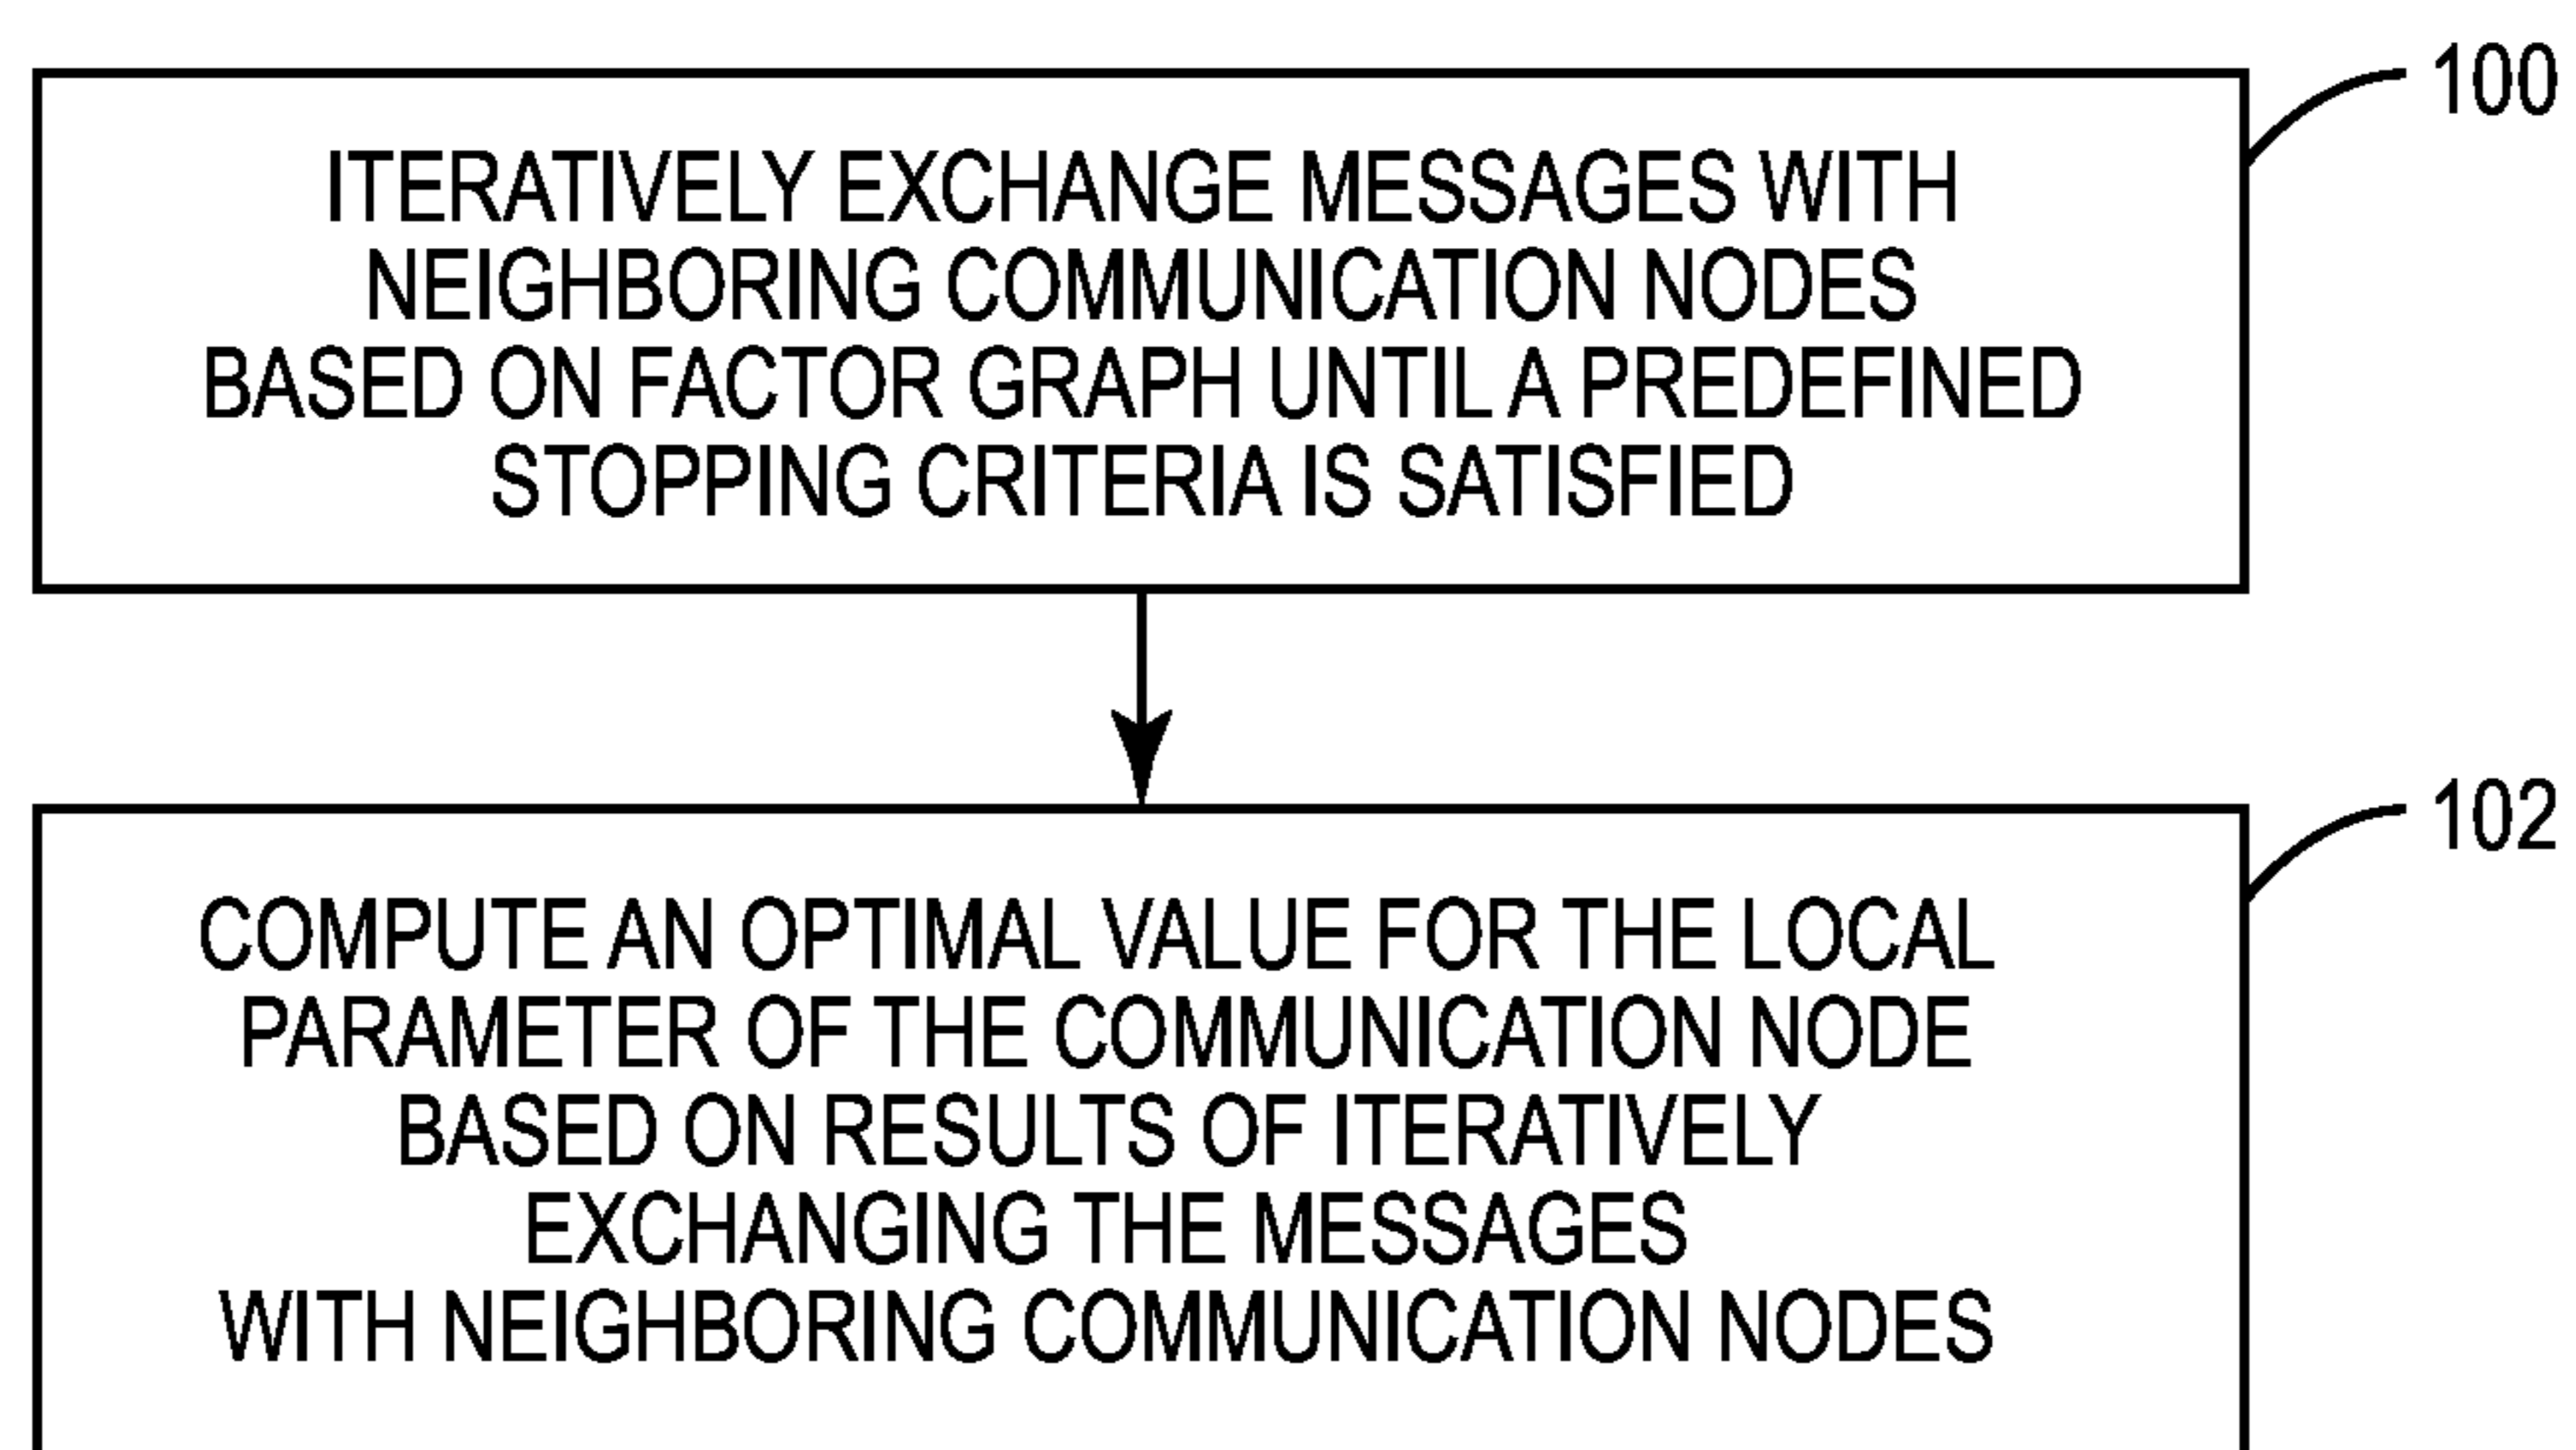 100
ITERATIVELY EXCHANGE MESSAGES WITH
NEIGHBORING COMMUNICATION NODES
BASED ON FACTOR GRAPH UNTIL A PREDEFINED
STOPPING CRITERIA IS SATISFIED
102
COMPUTE AN OPTIMAL VALUE FOR THE LOCAL
PARAMETER OF THE COMMUNICATION NODE
BASED ON RESULTS OF ITERATIVELY
EXCHANGING THE MESSAGES
WITH NEIGHBORING COMMUNICATION NODES